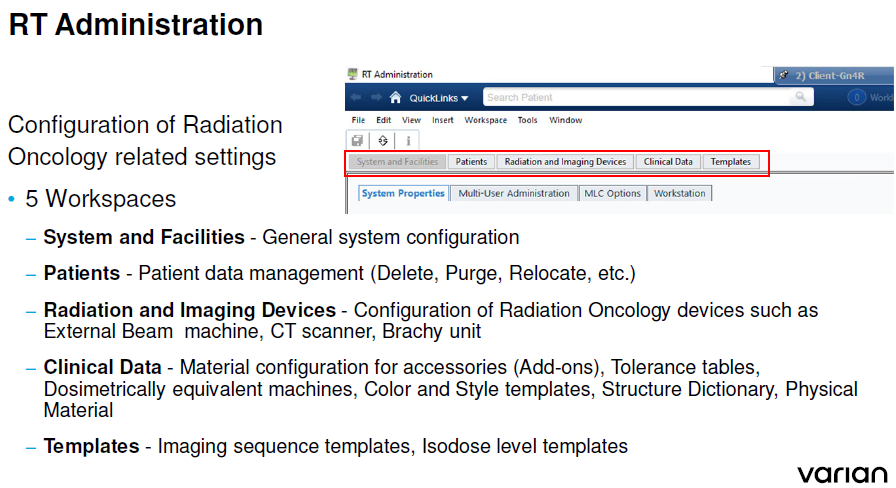 RT Administration
RT Administration
2) Client-Gn4R
QuickLinks
Search Patient
0
World
File Edit View Insert Workspace Tools Window
System and Facilities Patients Radiation and Imaging Devices Clinical Data Templates
System Properties Multi-User Administration MLC Options Workstation
Configuration of Radiation
Oncology related settings
• 5 Workspaces
– System and Facilities - General system configuration
– Patients - Patient data management (Delete, Purge, Relocate, etc.)
– Radiation and Imaging Devices - Configuration of Radiation Oncology devices such as
External Beam machine, CT scanner, Brachy unit
– Clinical Data - Material configuration for accessories (Add-ons), Tolerance tables,
Dosimetrically equivalent machines, Color and Style templates, Structure Dictionary, Physical
Material
– Templates - Imaging sequence templates, Isodose level templates
varian